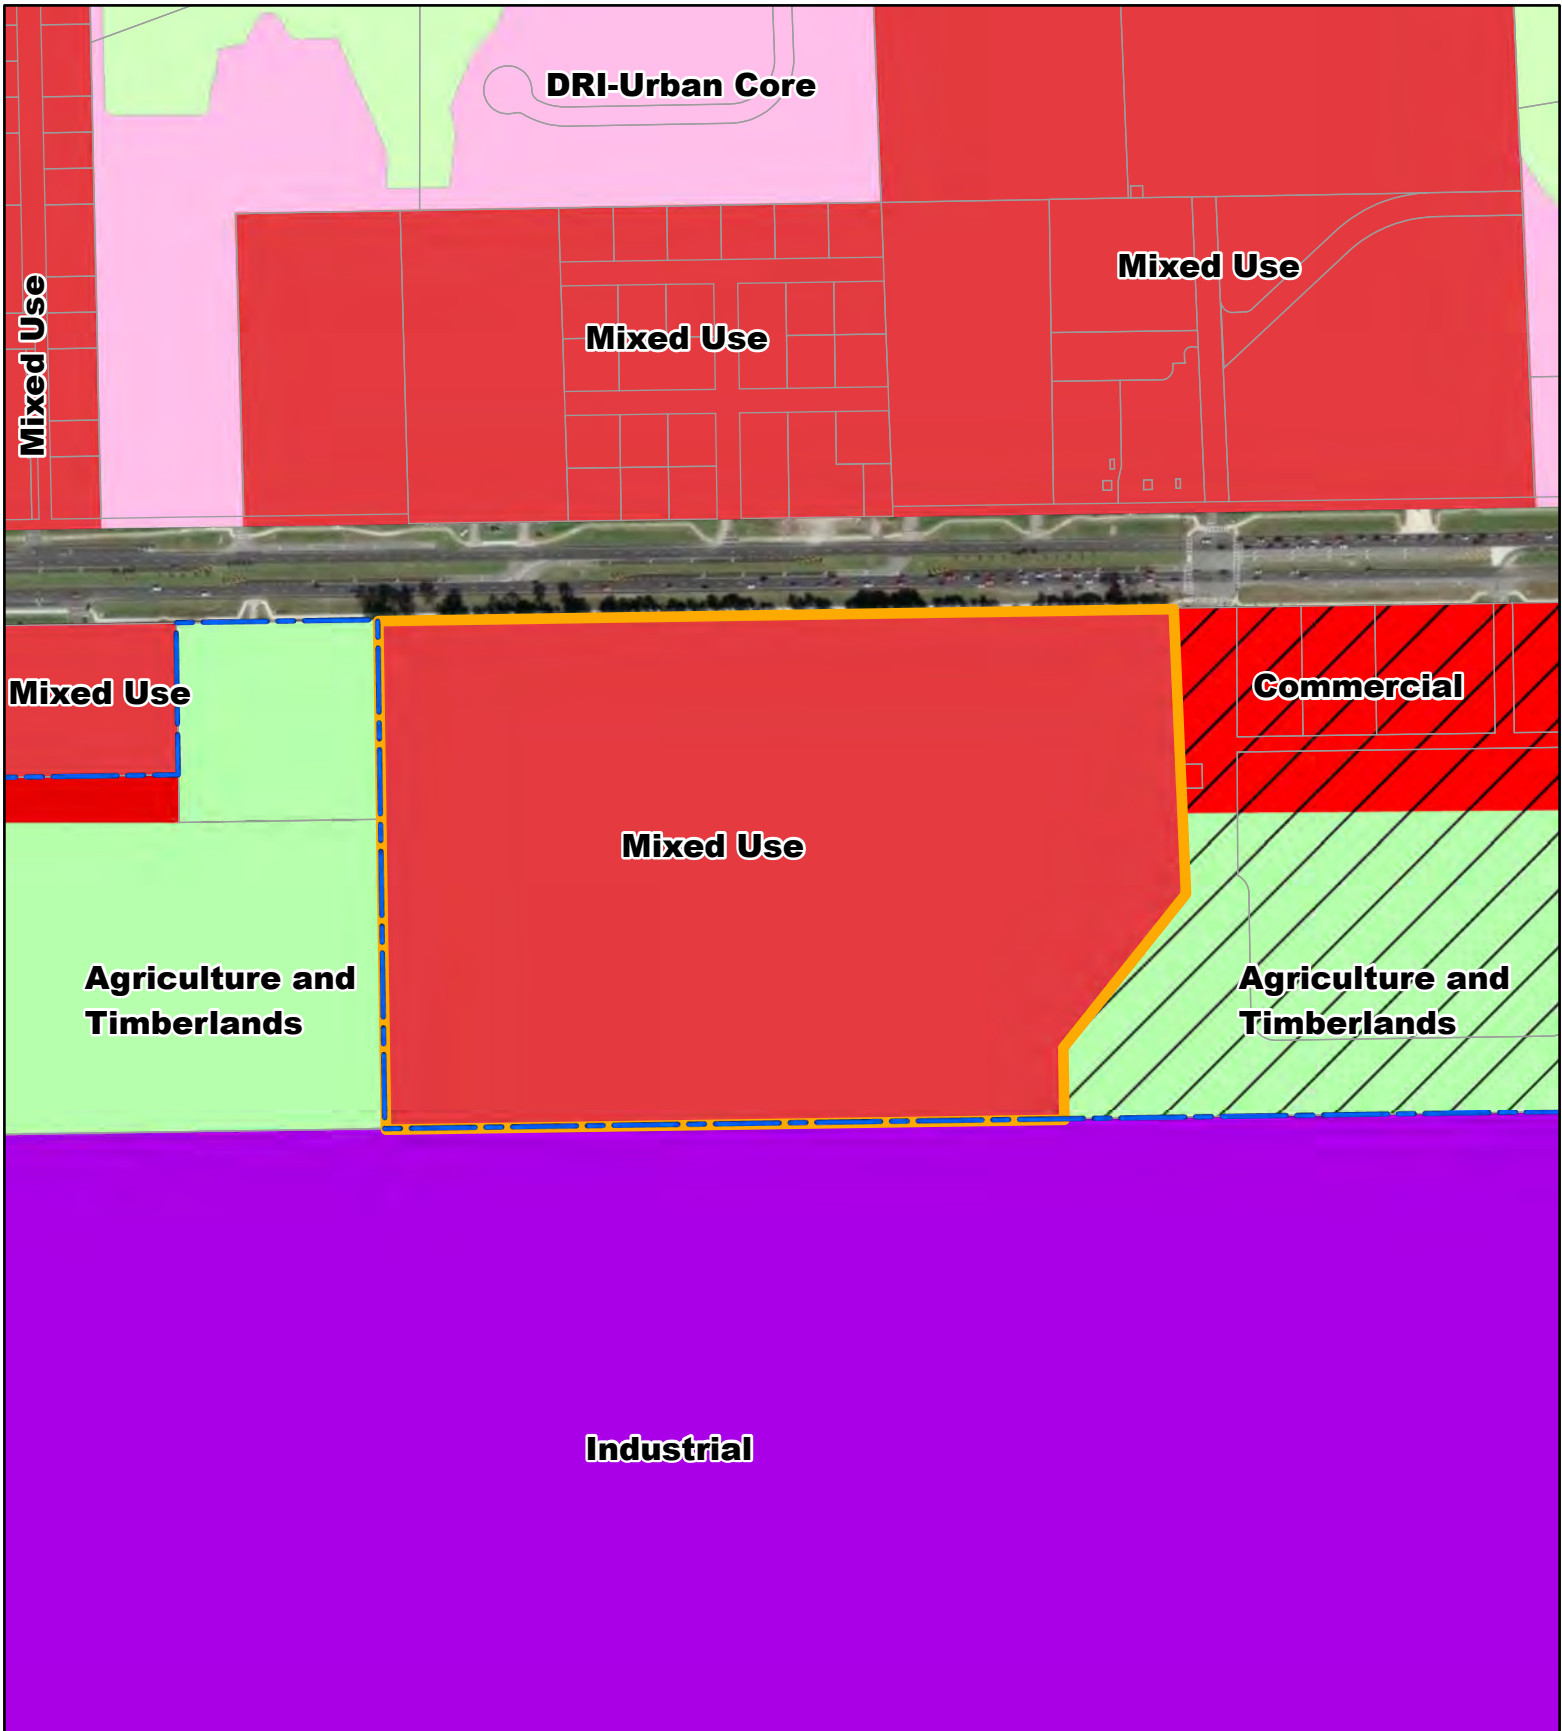 DRI-Urban Core
Mixed Use
Mixed Use
Mixed Use
Mixed Use
Commercial
Mixed Use
Agriculture and
Timberlands
Agriculture and
Timberlands
Industrial